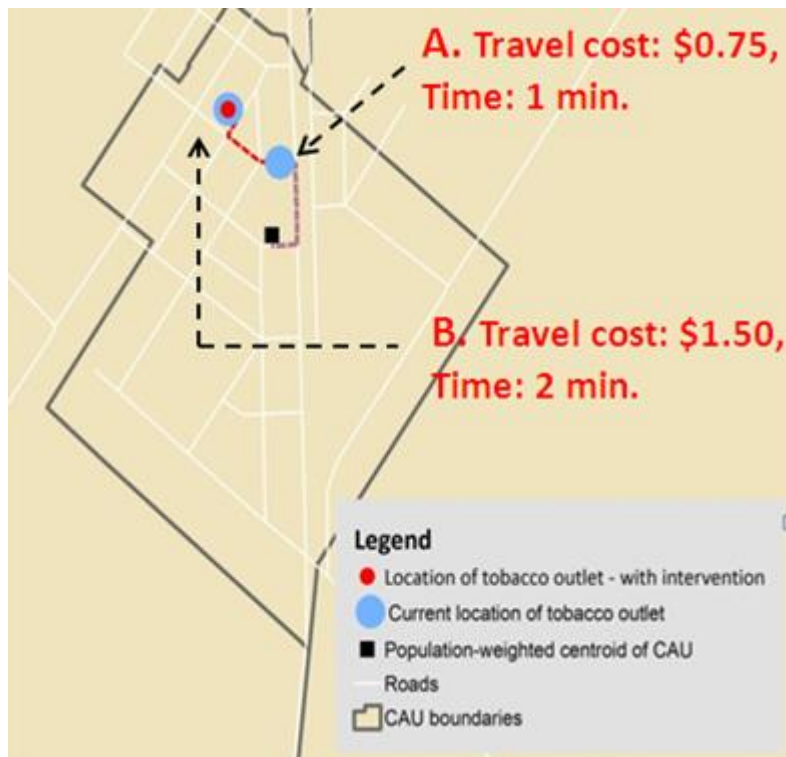 A. Travel cost: $0.75,
Time: 1 min.
B. Travel cost: $1.50,
Time: 2 min.
Legend
Location of tobacco outlet - with intervention
Current location of tobacco outlet
Population-weighted centroid of CAU
Roads
CAU boundaries